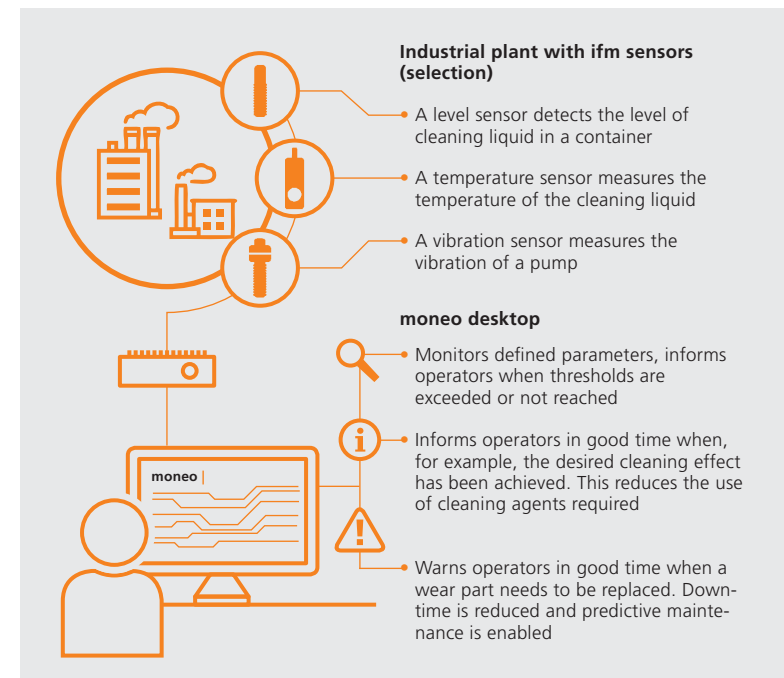 Industrial plant with ifm sensors
(selection)
A level sensor detects the level of
cleaning liquid in a container
A temperature sensor measures the
temperature of the cleaning liquid
A vibration sensor measures the
vibration of a pump
moneo desktop
Monitors defined parameters, informs
operators when thresholds are
exceeded or not reached
i
Informs operators in good time when,
for example, the desired cleaning effect
has been achieved. This reduces the use
of cleaning agents required
moneo |
!
Warns operators in good time when a
wear part needs to be replaced. Down-
time is reduced and predictive mainte-
nance is enabled